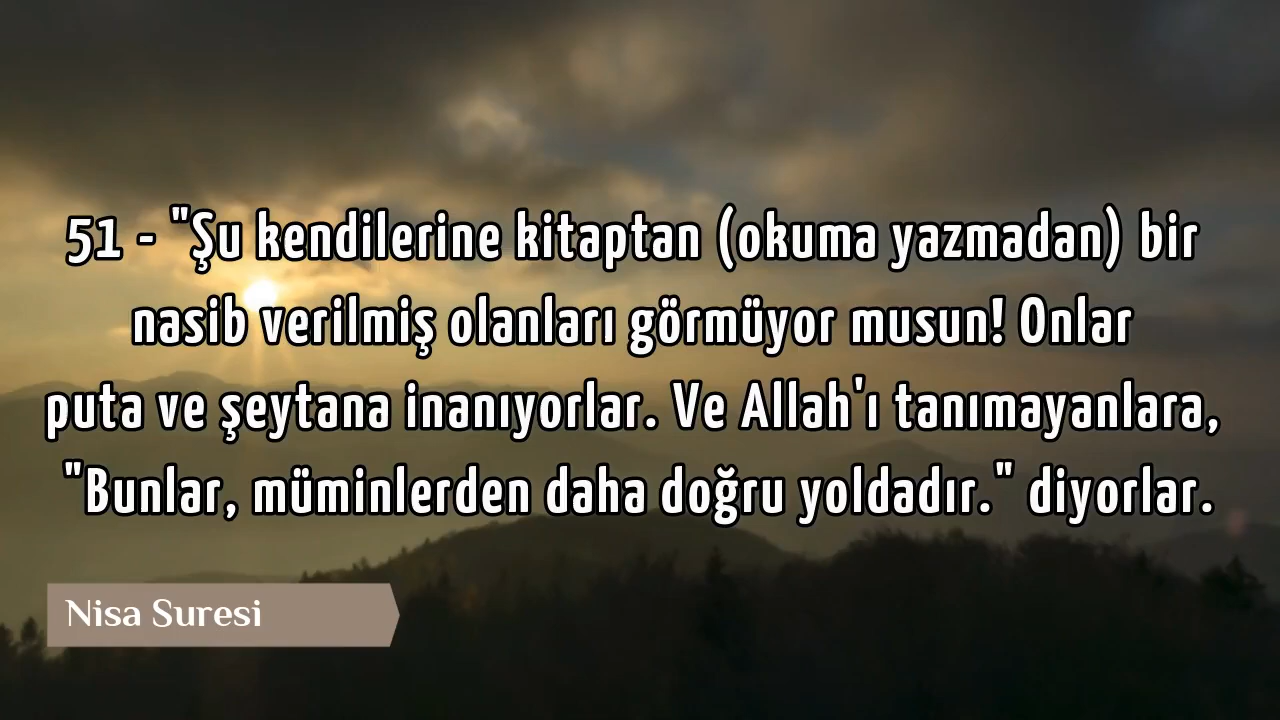 51 - "Şu kendilerine kitaptan (okuma yazmadan) bir
nasib verilmiş olanları görmüyor musun! Onlar
puta ve şeytana inanıyorlar. Ve Allah'ı tanımayanlara,
"Bunlar, müminlerden daha doğru yoldadır." diyorlar.
Nisa Suresi